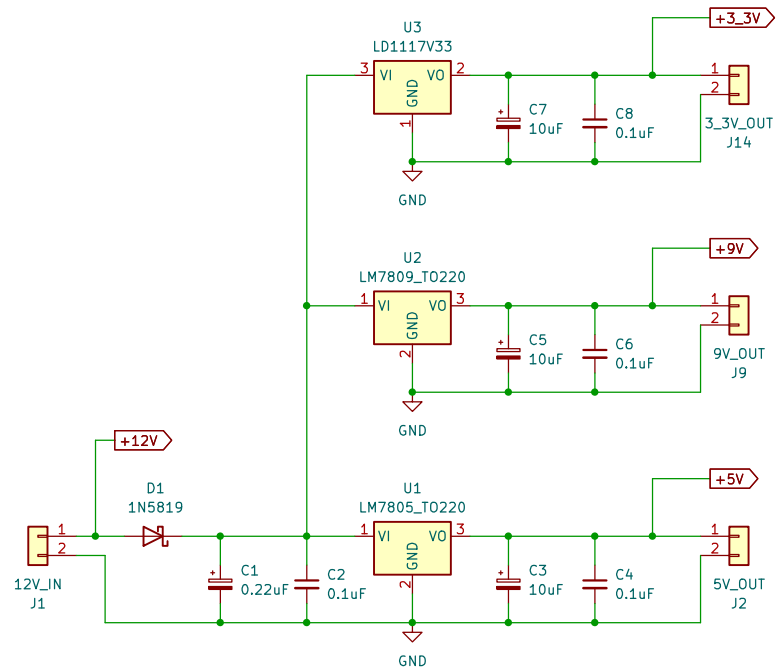 +3_3V
U3
LD1117V33
3 VI VO 2
GND
1
C7
10uF
C8
0.1uF
1
2
3_3V_OUT
J14
GND
+9V
U2
LM7809_TO220
1 VI VO 3
GND
2
C5
10uF
C6
0.1uF
1
2
9V_OUT
J9
GND
+12V
+5V
D1
1N5819
U1
LM7805_TO220
1
2
12V_IN
J1
C1
0.22uF
C2
0.1uF
1 VI VO 3
GND
2
C3
10uF
C4
0.1uF
1
2
5V_OUT
J2
GND